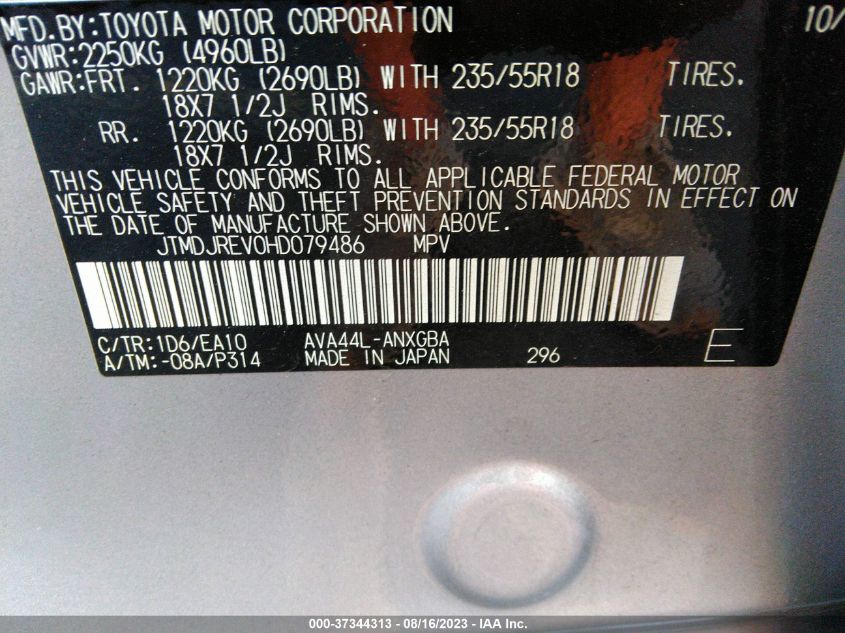 MFD.BY:TOYOTA MOTOR CORPORATION 10/
GVWR:2250KG (4960LB)
GAWR:FRT. 1220KG (2690LB) WITH 235/55R18 TIRES.
18X7 1/2J RIMS.
RR. 1220KG (2690LB) WITH 235/55R18 TIRES.
18X7 1/2J RIMS.
THIS VEHICLE CONFORMS TO ALL APPLICABLE FEDERAL MOTOR
VEHICLE SAFETY AND THEFT PREVENTION STANDARDS IN EFFECT ON
THE DATE OF MANUFACTURE SHOWN ABOVE.
JTMDJREV0HD079486 MPV
C/TR:1D6/EA10 AVA44L-ANXGBA
A/TM:-08A/P314 MADE IN JAPAN 296 E
000-37344313 - 08/16/2023 - IAA Inc.